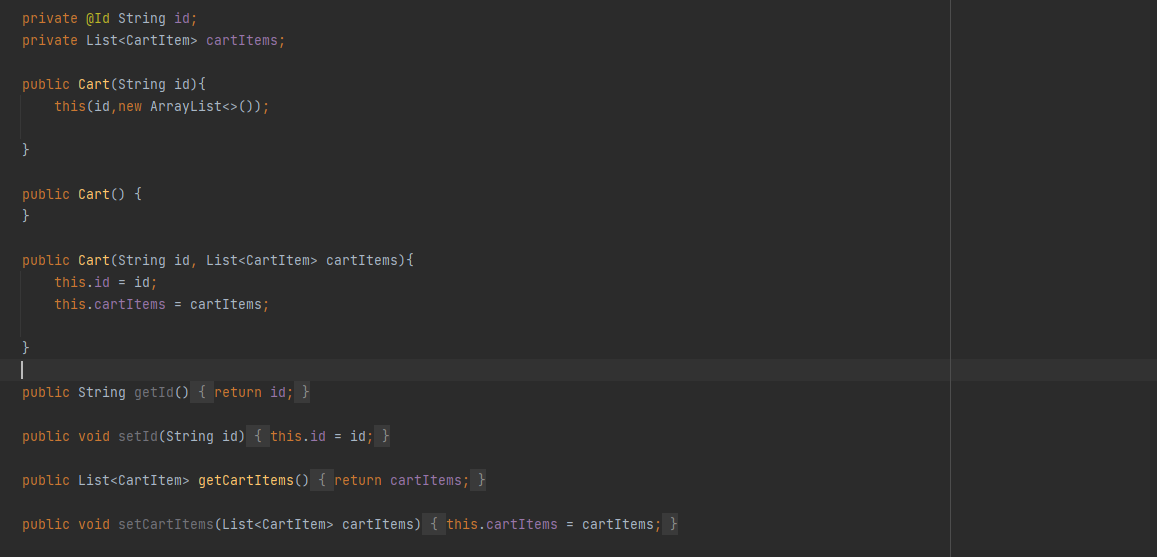 private @Id String id;
private List<CartItem> cartItems;
public Cart(String id){
this(id,new ArrayList<>());
}
public Cart() {
}
public Cart(String id, List<CartItem> cartItems){
this.id = id;
this.cartItems = cartItems;
}
public String getId() { return id; }
public void setId(String id) { this.id = id; }
public List<CartItem> getCartItems() { return cartItems; }
public void setCartItems(List<CartItem> cartItems) { this.cartItems = cartItems; }